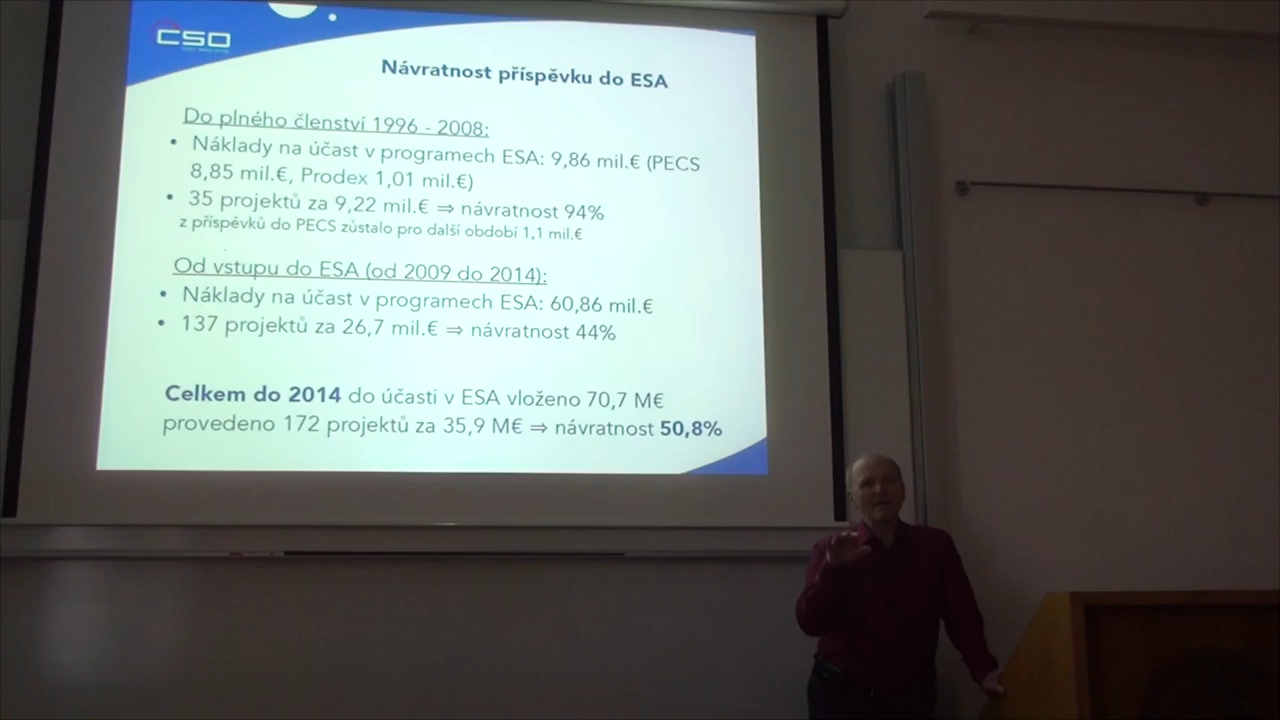 CSO
Návratnost příspěvku do ESA
Do plného členství 1996 - 2008:
• Náklady na účast v programech ESA: 9,86 mil.€ (PECS
8,85 mil.€, Prodex 1,01 mil.€)
• 35 projektů za 9,22 mil.€ ⇒ návratnost 94%
z příspěvků do PECS zůstalo pro další období 1,1 mil.€
Od vstupu do ESA (od 2009 do 2014):
• Náklady na účast v programech ESA: 60,86 mil.€
• 137 projektů za 26,7 mil.€ ⇒ návratnost 44%
Celkem do 2014 do účasti v ESA vloženo 70,7 M€
provedeno 172 projektů za 35,9 M€ ⇒ návratnost 50,8%